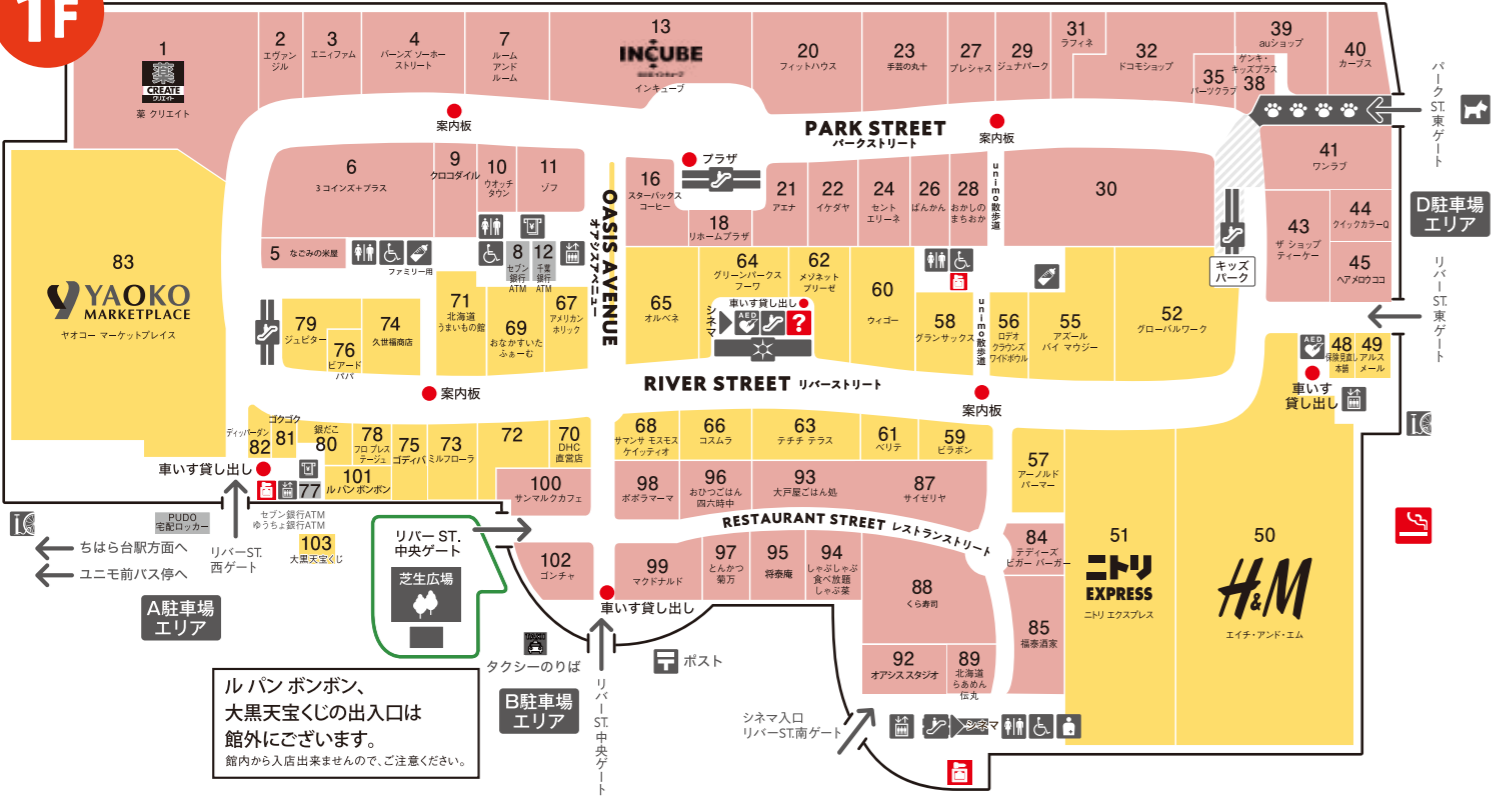 1F
1
薬
CREATE
クリエイト
薬 クリエイト
2
エヴァン
ジル
3
エニィファム
4
バーンズ ソーホー
ストリート
7
ルーム
アンド
ルーム
13
INCUBE
インキューブ
20
フィットハウス
23
手芸の丸十
27
プレシャス
29
ジュナパーク
31
ラフィネ
32
ドコモショップ
35
パーツクラブ
ゲンキ・
キッズプラス
38
39
auショップ
40
カーブス
パークST.東ゲート
案内板
PARK STREET
パークストリート
案内板
6
3コインズ+プラス
9
クロコダイル
10
ウオッチ
タウン
11
ゾフ
OASIS AVENUE
オアシスアベニュー
16
スターバックス
コーヒー
プラザ
18
リホームプラザ
21
アエナ
22
イケダヤ
24
セント
エリーネ
26
ばんかん
28
おかしの
まちおか
unimo散歩道
30
41
ワンラブ
43
ザ ショップ
ティーケー
44
クイックカラーQ
45
ヘアメロウココ
D駐車場
エリア
キッズ
パーク
リバーST.東ゲート
5 なごみの米屋
ファミリー用
8
セブン
銀行
ATM
12
千葉
銀行
ATM
83
YAOKO
MARKETPLACE
ヤオコー マーケットプレイス
79
ジュピター
76
ビアード
パパ
74
久世福商店
71
北海道
うまいもの館
69
おなかすいた
ふぁーむ
67
アメリカン
ホリック
65
オルベネ
64
グリーンパークス
フーワ
62
メゾネット
ブリーゼ
車いす貸し出し
シネマ
AED
?
60
ウィゴー
58
グランサックス
unimo散歩道
56
ロデオ
クラウンズ
ワイドボウル
55
アズール
バイ マウジー
52
グローバルワーク
AED
48
保険見直し
本舗
49
アルス
メール
車いす
貸し出し
案内板
RIVER STREET リバーストリート
案内板
ディッパーダン
82
ゴクゴク
81
銀だこ
80
78
フロ プレス
テージュ
75
ゴディバ
73
ミルフローラ
72
70
DHC
直営店
68
サマンサ モスモス
ケイッティオ
66
コスムラ
63
テチチ テラス
61
ベリテ
59
ビラボン
57
アーノルド
パーマー
車いす貸し出し
77
101
ル パン ボンボン
100
サンマルクカフェ
98
ポポラマーマ
96
おひつごはん
四六時中
93
大戸屋ごはん処
87
サイゼリヤ
RESTAURANT STREET レストランストリート
PUDO
宅配ロッカー
セブン銀行ATM
ゆうちょ銀行ATM
103
大黒天宝くじ
リバーST.
西ゲート
ちはら台駅方面へ
ユニモ前バス停へ
A駐車場
エリア
リバー ST.
中央ゲート
芝生広場
102
ゴンチャ
99
マクドナルド
97
とんかつ
菊万
95
将泰庵
94
しゃぶしゃぶ
食べ放題
しゃぶ菜
88
くら寿司
84
テディーズ
ビガー バーガー
85
福泰酒家
51
ニトリ
EXPRESS
ニトリ エクスプレス
50
H&M
エイチ・アンド・エム
車いす貸し出し
タクシーのりば
B駐車場
エリア
リバーST.中央ゲート
ポスト
92
オアシス スタジオ
89
北海道
らあめん
伝丸
シネマ入口
リバーST.南ゲート
シネマ
ル パン ボンボン、
大黒天宝くじの出入口は
館外にございます。
館内から入店出来ませんので、ご注意ください。